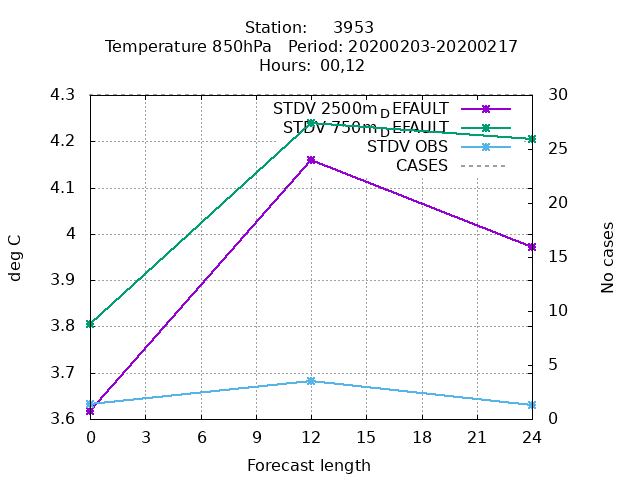 Station:     3953
Temperature 850hPa   Period: 20200203-20200217
Hours:  00,12
4.3
4.2
4.1
4
3.9
3.8
3.7
3.6
deg C
STDV 2500m_DEFAULT
STDV 750m_DEFAULT
STDV OBS
CASES
30
25
20
15
10
5
0
No cases
0 3 6 9 12 15 18 21 24
Forecast length